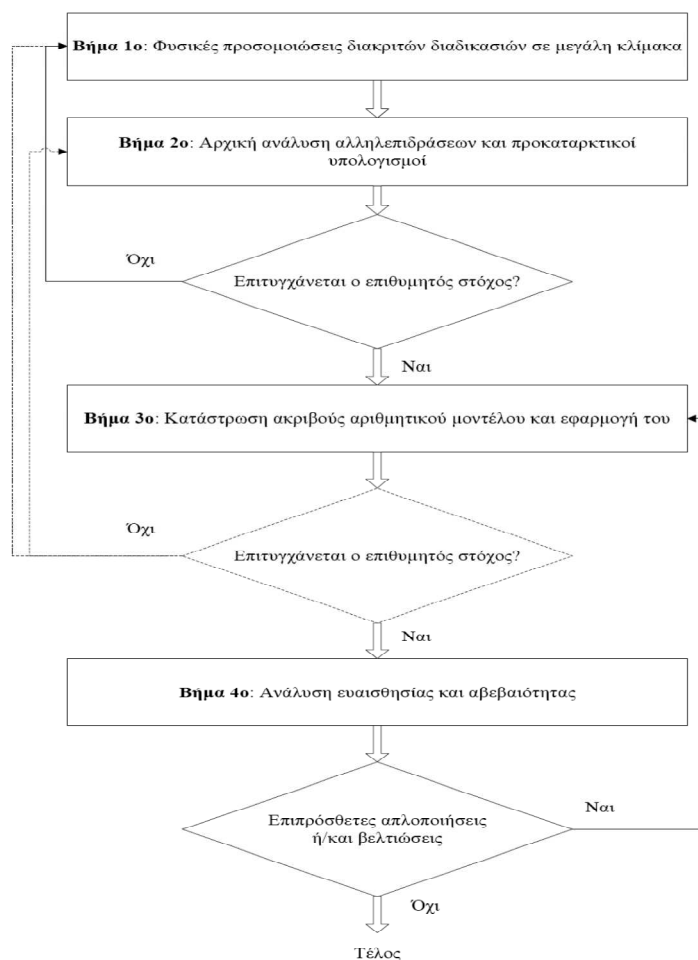 Βήμα 1ο: Φυσικές προσομοιώσεις διακριτών διαδικασιών σε μεγάλη κλίμακα
Βήμα 2ο: Αρχική ανάλυση αλληλεπιδράσεων και προκαταρκτικοί
υπολογισμοί
Όχι
Επιτυγχάνεται ο επιθυμητός στόχος?
Ναι
Βήμα 3ο: Κατάστρωση ακριβούς αριθμητικού μοντέλου και εφαρμογή του
Όχι
Επιτυγχάνεται ο επιθυμητός στόχος?
Ναι
Βήμα 4ο: Ανάλυση ευαισθησίας και αβεβαιότητας
Επιπρόσθετες απλοποιήσεις
ή/και βελτιώσεις
Ναι
Όχι
Τέλος